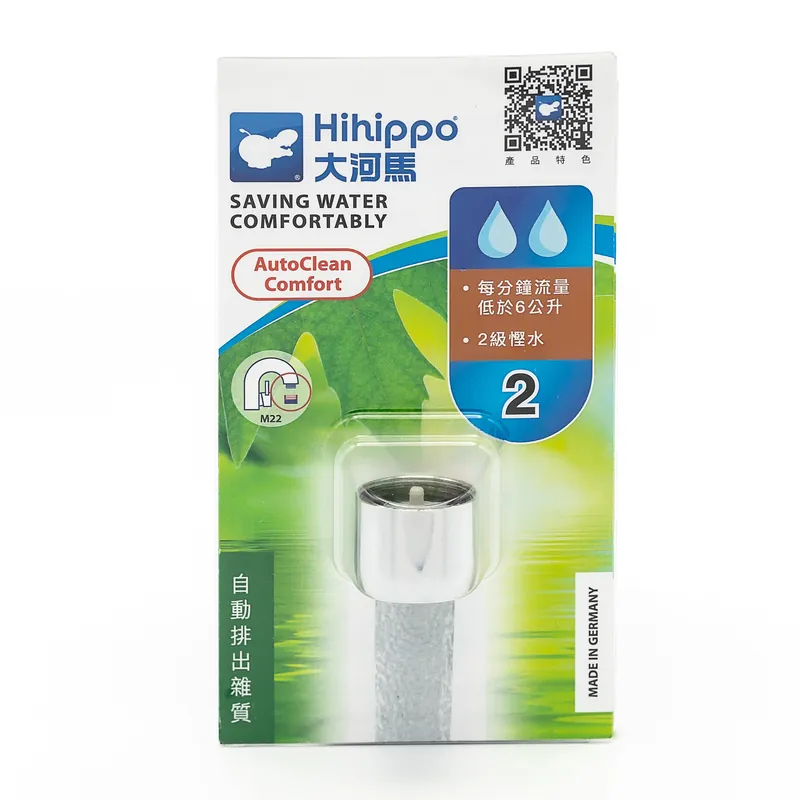 Hihippo®
大河馬
®
SAVING WATER
COMFORTABLY
AutoClean
Comfort
產品特色
• 每分鐘流量
低於6公升
• 2級慳水
2
M22
自動排出雜質
MADE IN GERMANY